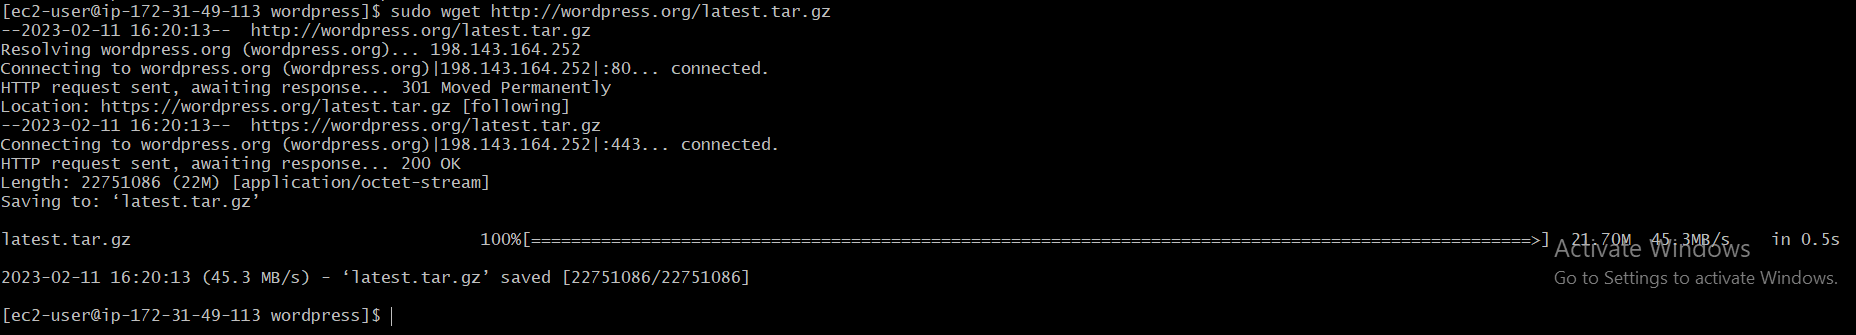 [ec2-user@ip-172-31-49-113 wordpress]$ sudo wget http://wordpress.org/latest.tar.gz
--2023-02-11 16:20:13--  http://wordpress.org/latest.tar.gz
Resolving wordpress.org (wordpress.org)... 198.143.164.252
Connecting to wordpress.org (wordpress.org)|198.143.164.252|:80... connected.
HTTP request sent, awaiting response... 301 Moved Permanently
Location: https://wordpress.org/latest.tar.gz [following]
--2023-02-11 16:20:13--  https://wordpress.org/latest.tar.gz
Connecting to wordpress.org (wordpress.org)|198.143.164.252|:443... connected.
HTTP request sent, awaiting response... 200 OK
Length: 22751086 (22M) [application/octet-stream]
Saving to: ‘latest.tar.gz’
latest.tar.gz 100%[====================================================================================================>] 21.70M 45.3MB/s in 0.5s
Activate Windows
2023-02-11 16:20:13 (45.3 MB/s) - ‘latest.tar.gz’ saved [22751086/22751086]
Go to Settings to activate Windows.
[ec2-user@ip-172-31-49-113 wordpress]$